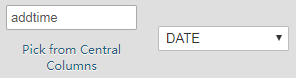 addtime
DATE
Pick from Central
Columns